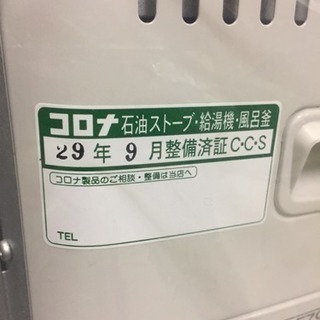 コロナ石油ストーブ・給湯機・風呂釜
29年9月整備済証C・C・S
コロナ製品のご相談・整備は当店へ
TEL